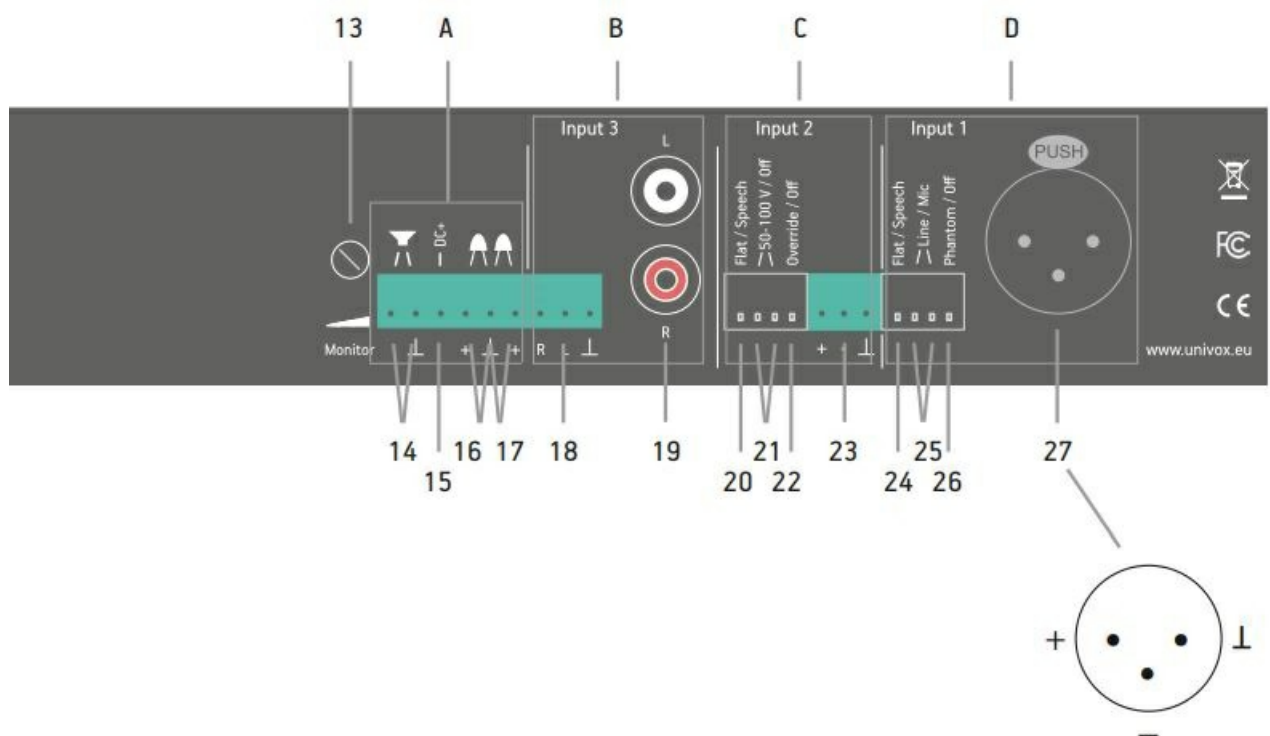 13 A B C D
Input 3 Input 2 Input 1
L
PUSH
Flat / Speech
50-100 V / Off
Override / Off
Flat / Speech
Line / Mic
Phantom / Off
DC+
FC
CE
+ ⊥ +
R
⊥
+ - ⊥
Monitor
R
www.univox.eu
14 16 17 18 19 21 23 25 27
15 20 22 24 26
+ ⊥
−